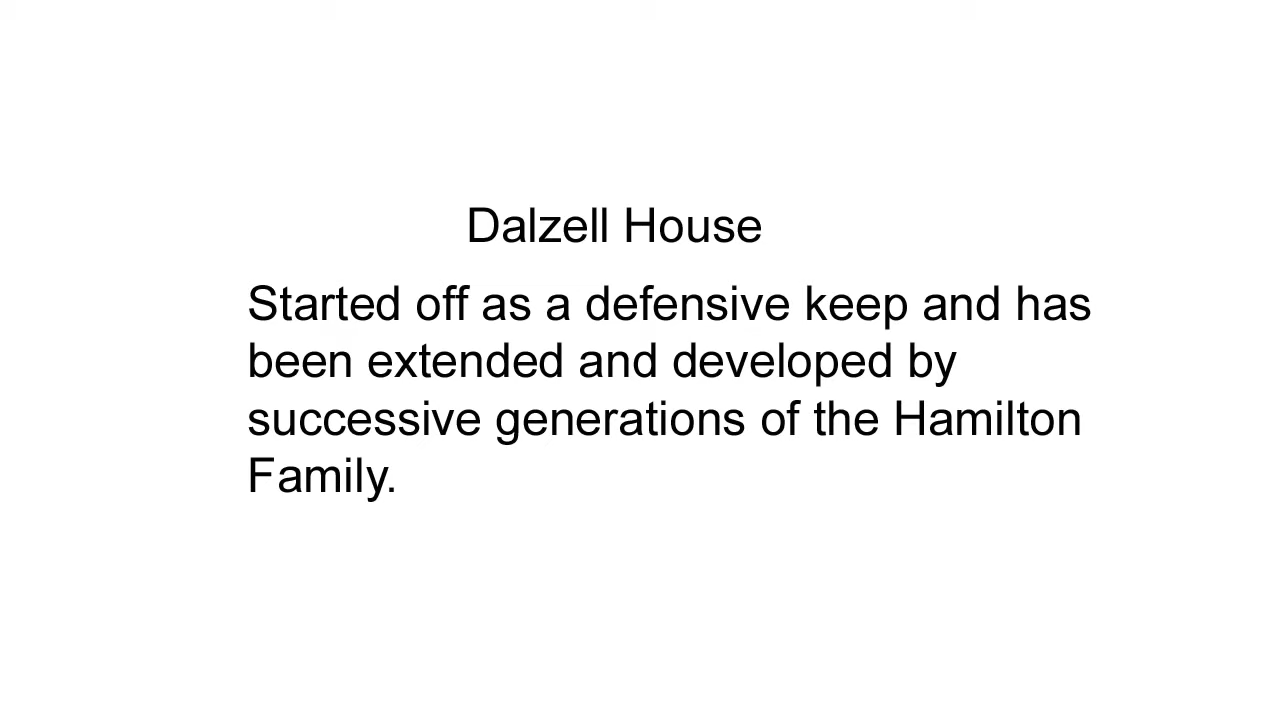 Dalzell House
Started off as a defensive keep and has
been extended and developed by
successive generations of the Hamilton
Family.